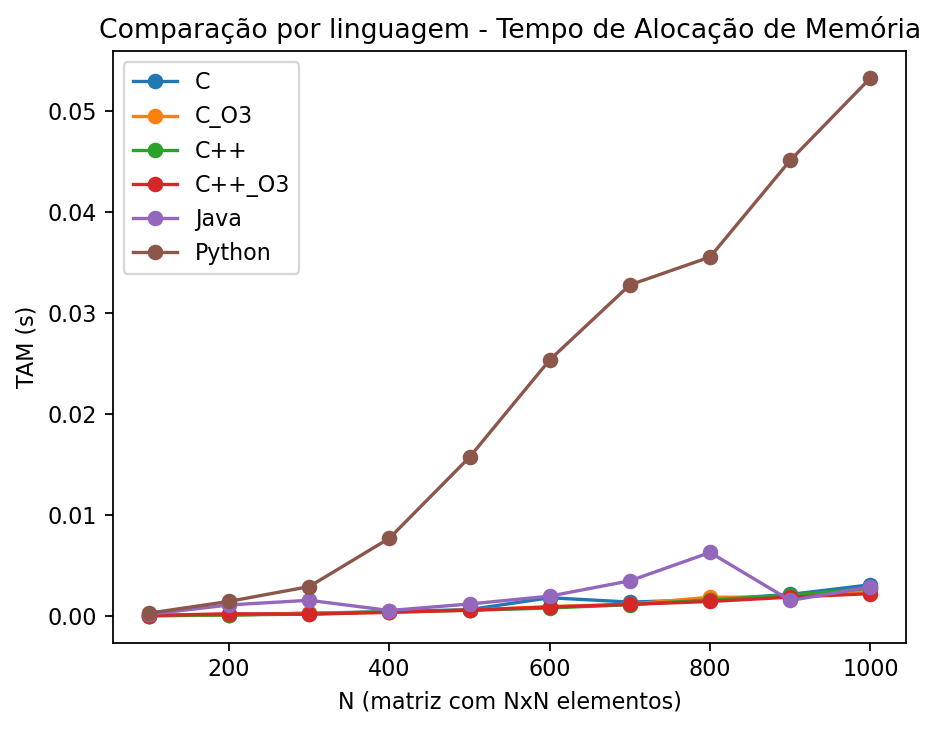 Comparação por linguagem - Tempo de Alocação de Memória
C
C_O3
C++
C++_O3
Java
Python
TAM (s)
0.05
0.04
0.03
0.02
0.01
0.00
200
400
600
800
1000
N (matriz com NxN elementos)